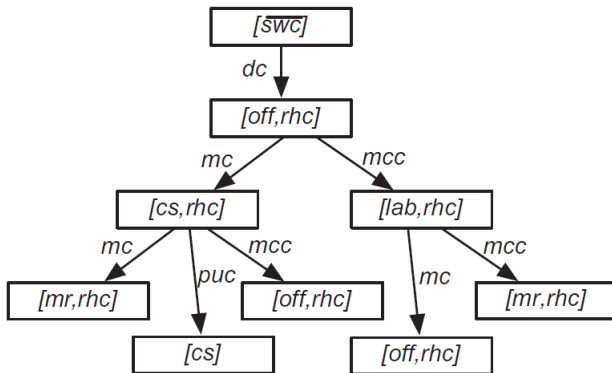 [s̅w̅c̅]
dc
[off,rhc]
mc mcc
[cs,rhc] [lab,rhc]
mc puc mcc mc mcc
[mr,rhc] [off,rhc] [mr,rhc]
[cs] [off,rhc]